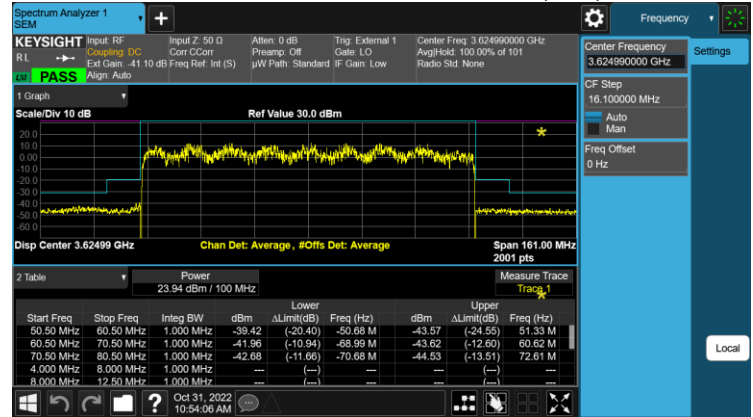 Spectrum Analyzer 1
SEM
+
Frequency
KEYSIGHT Input: RF Input Z: 50 Ω Atten: 0 dB Trig: External 1 Center Freq: 3.624990000 GHz
RL Coupling: DC Corr CCorr Preamp: Off Gate: LO Avg|Hold: 100.00% of 101
Ext Gain: -41.10 dB Freq Ref: Int (S) µW Path: Standard IF Gain: Low Radio Std: None
LXI PASS Align: Auto
Center Frequency
3.624990000 GHz
Settings
CF Step
16.100000 MHz
Auto
Man
Freq Offset
0 Hz
1 Graph
Scale/Div 10 dB Ref Value 30.0 dBm
20.0
10.0
0.00
-10.0
-20.0
-30.0
-40.0
-50.0
-60.0
Disp Center 3.62499 GHz Chan Det: Average, #Offs Det: Average Span 161.00 MHz
2001 pts
2 Table Power Measure Trace
23.94 dBm / 100 MHz Trace 1
Lower Upper
Start Freq Stop Freq Integ BW dBm ΔLimit(dB) Freq (Hz) dBm ΔLimit(dB) Freq (Hz)
50.50 MHz 60.50 MHz 1.000 MHz -39.42 (-20.40) -50.68 M -43.57 (-24.55) 51.33 M
60.50 MHz 70.50 MHz 1.000 MHz -41.96 (-10.94) -68.99 M -43.62 (-12.60) 60.62 M
70.50 MHz 80.50 MHz 1.000 MHz -42.68 (-11.66) -70.68 M -44.53 (-13.51) 72.61 M
4.000 MHz 8.000 MHz 1.000 MHz --- (---) --- --- (---) ---
8.000 MHz 12.50 MHz 1.000 MHz --- (---) --- --- (---) ---
Local
? Oct 31, 2022
10:54:06 AM